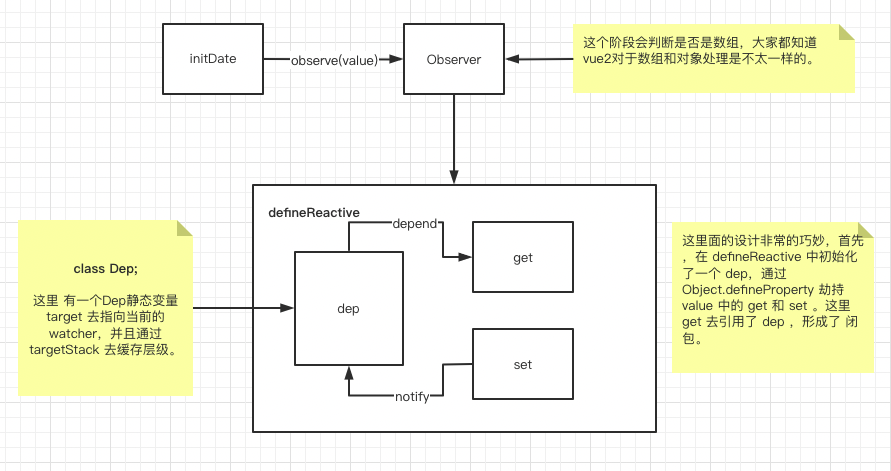 initDate
observe(value)
Observer
这个阶段会判断是否是数组，大家都知道
vue2对于数组和对象处理是不太一样的。
defineReactive
depend
get
dep
set
notify
class Dep;
这里 有一个Dep静态变量
target 去指向当前的
watcher，并且通过
targetStack 去缓存层级。
这里面的设计非常的巧妙，首先
，在 defineReactive 中初始化
了一个 dep，通过
Object.defineProperty 劫持
value 中的 get 和 set 。这里
get 去引用了 dep ，形成了 闭
包。